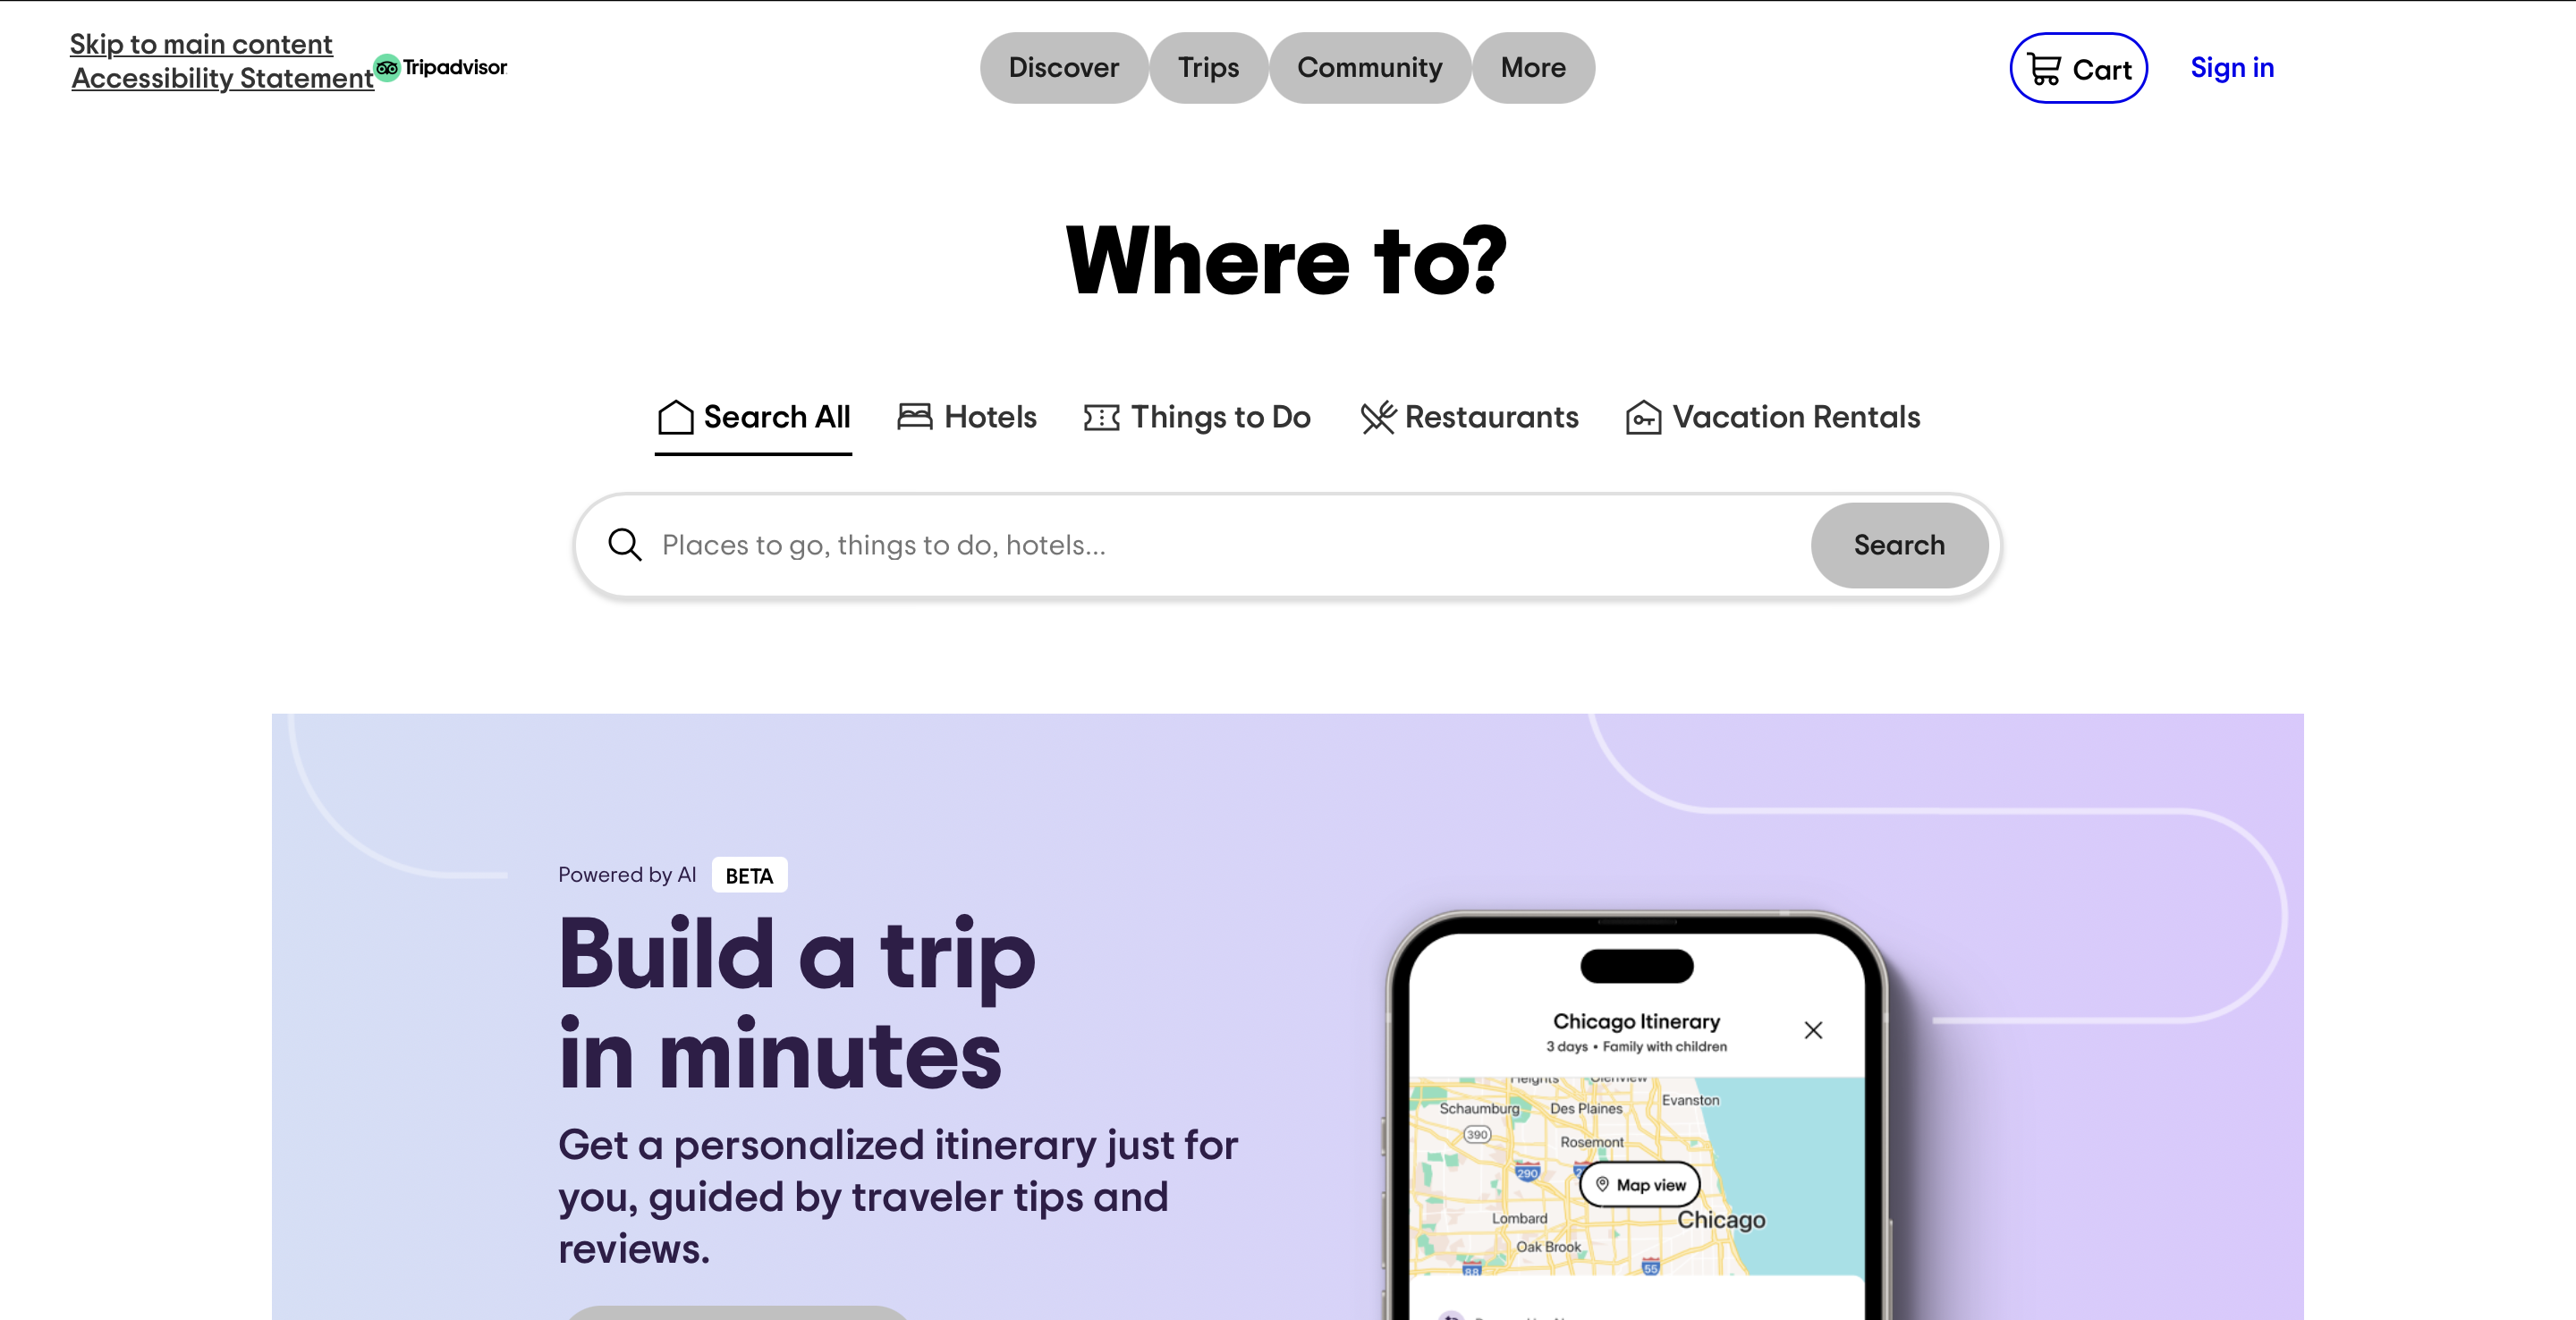 Skip to main content
Accessibility Statement
Tripadvisor
Discover
Trips
Community
More
Cart
Sign in
Where to?
Search All
Hotels
Things to Do
Restaurants
Vacation Rentals
Places to go, things to do, hotels...
Search
Powered by AI
BETA
Build a trip
in minutes
Get a personalized itinerary just for
you, guided by traveler tips and
reviews.
Chicago Itinerary
3 days • Family with children
Heights
Glenview
Schaumburg
Des Plaines
Evanston
390
Rosemont
290
Map view
Lombard
Chicago
Oak Brook
88
55